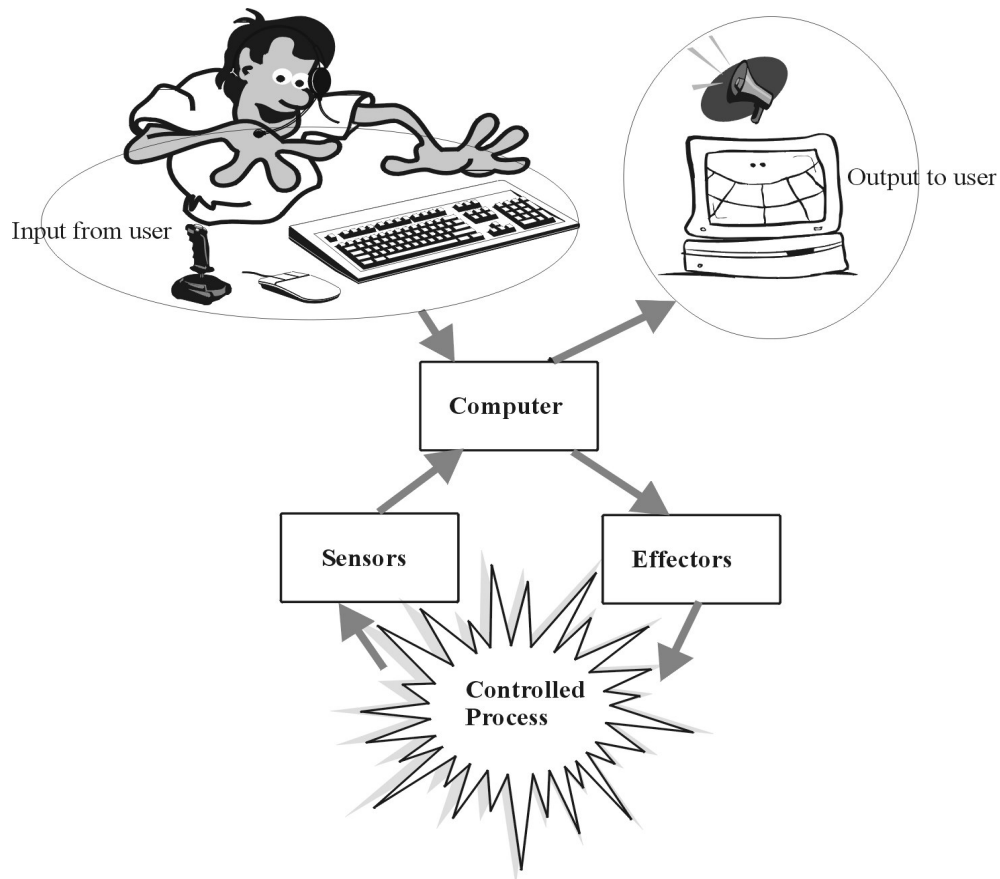 Input from user
Output to user
Computer
Sensors
Effectors
Controlled
Process